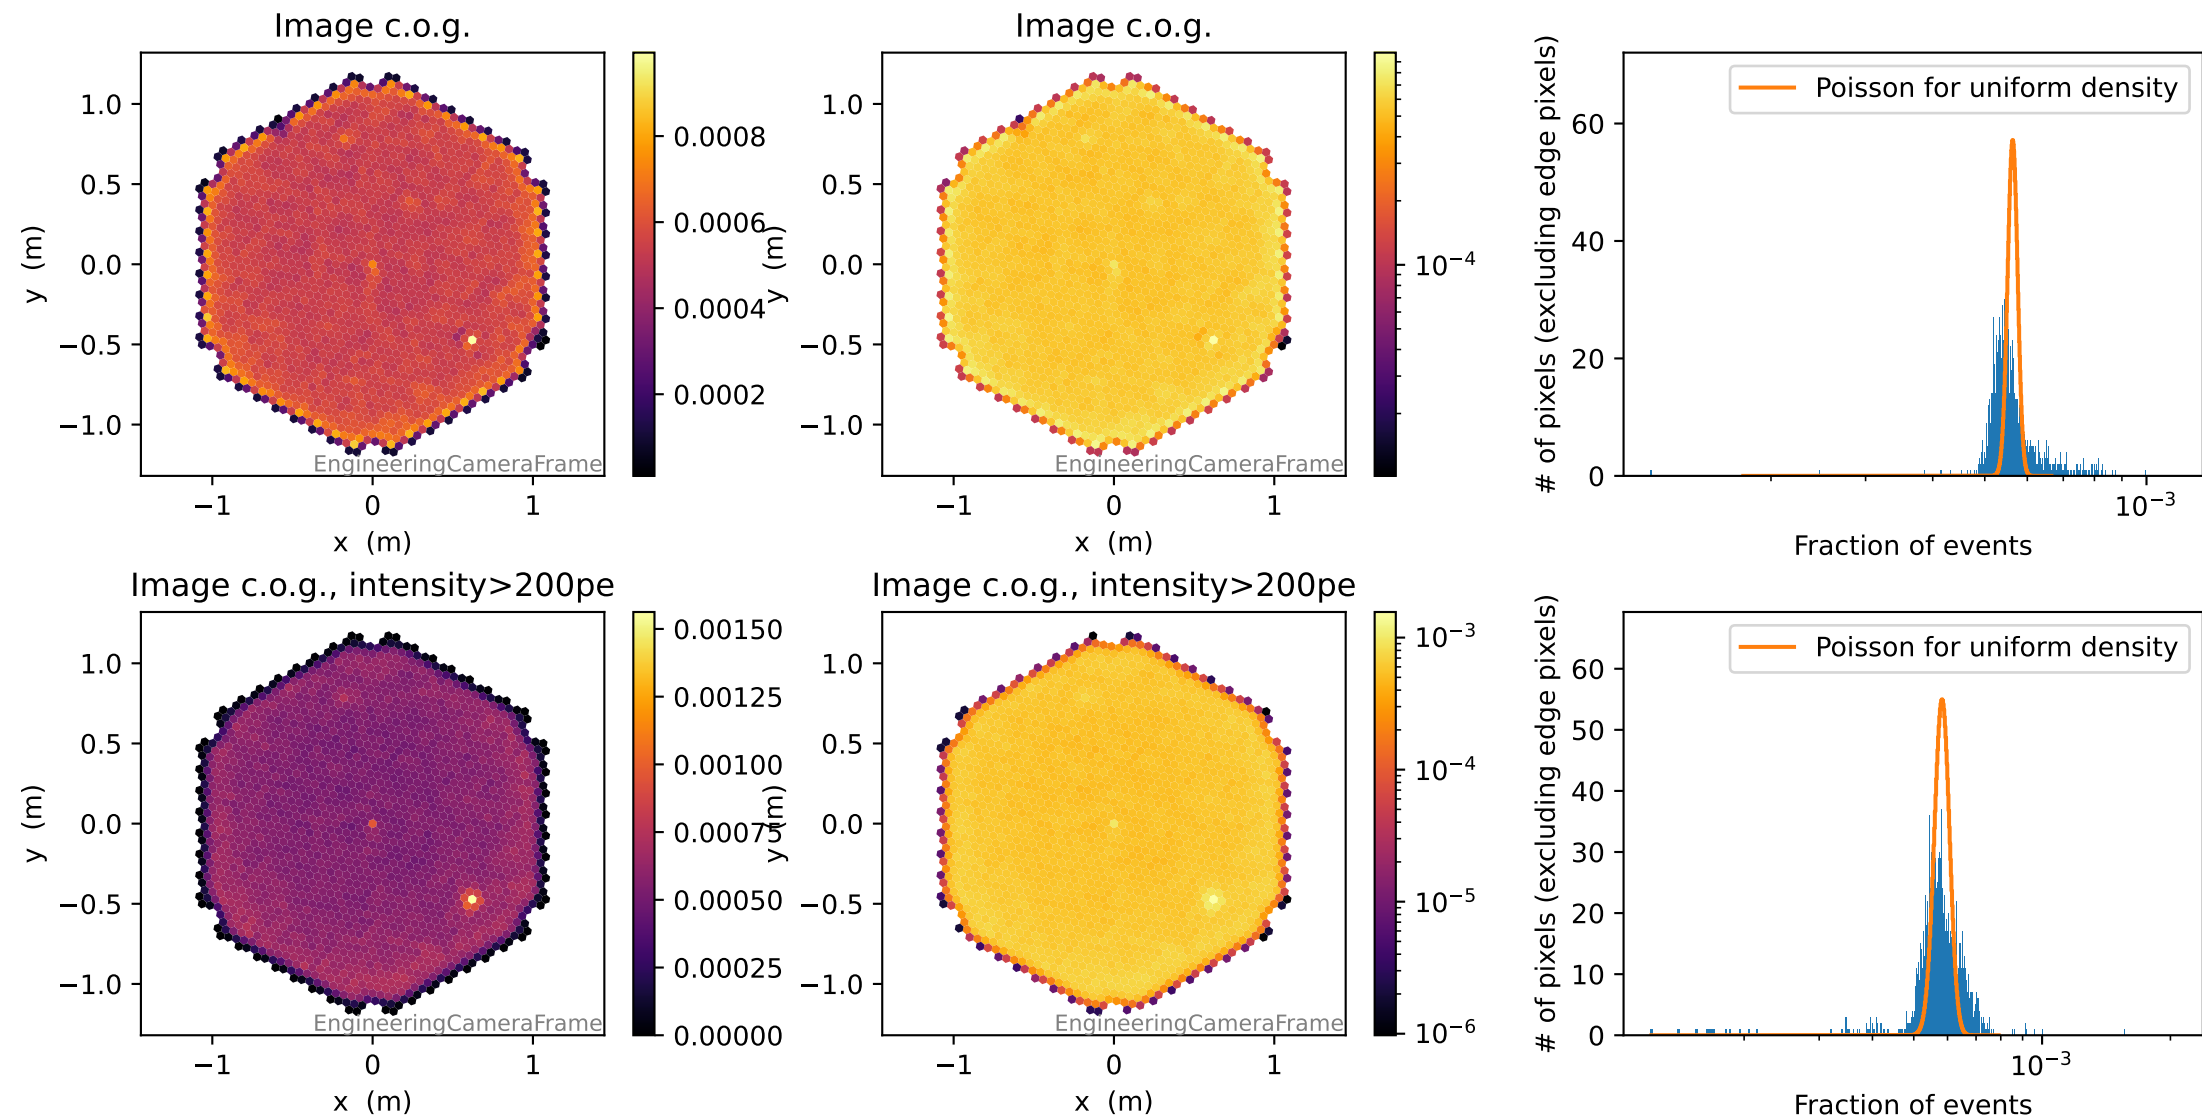 Image c.o.g.
1.0
0.5
0.0
−0.5
−1.0
y (m)
−1
0
1
x (m)
EngineeringCameraFrame
0.0008
0.0006
0.0004
0.0002
Image c.o.g.
1.0
0.5
0.0
−0.5
−1.0
y (m)
−1
0
1
x (m)
EngineeringCameraFrame
10⁻⁴
# of pixels (excluding edge pixels)
60
40
20
0
Poisson for uniform density
10⁻³
Fraction of events
Image c.o.g., intensity>200pe
1.0
0.5
0.0
−0.5
−1.0
y (m)
−1
0
1
x (m)
EngineeringCameraFrame
0.00150
0.00125
0.00100
0.00075
0.00050
0.00025
0.00000
Image c.o.g., intensity>200pe
1.0
0.5
0.0
−0.5
−1.0
y (m)
−1
0
1
x (m)
EngineeringCameraFrame
10⁻³
10⁻⁴
10⁻⁵
10⁻⁶
# of pixels (excluding edge pixels)
60
50
40
30
20
10
0
Poisson for uniform density
10⁻³
Fraction of events